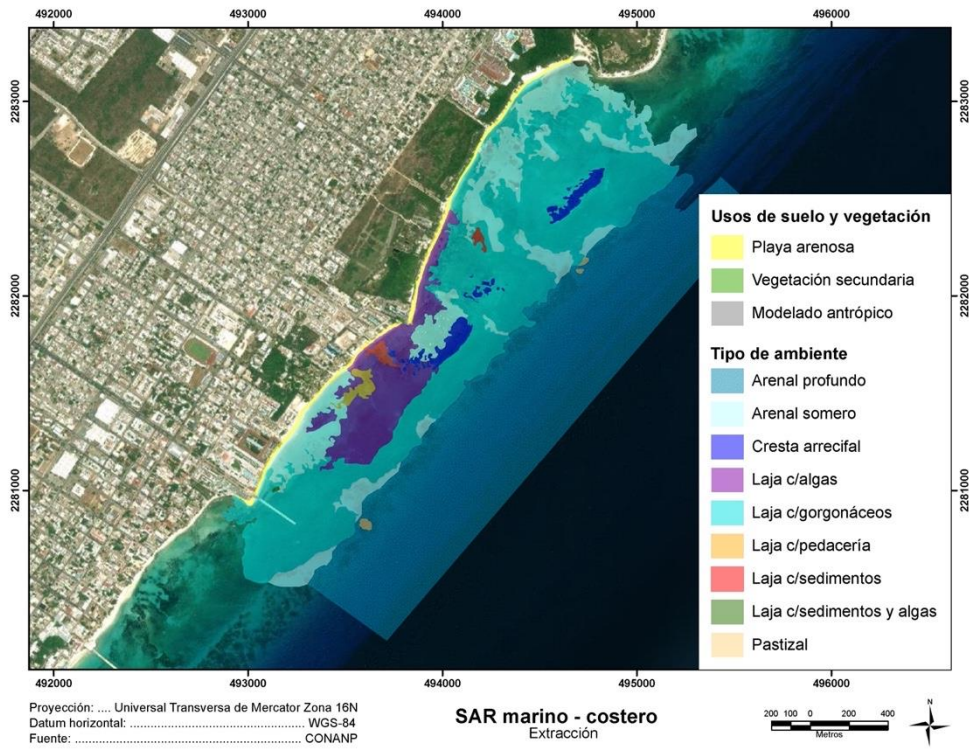 492000 493000 494000 495000 496000
2283000
2283000
2282000
2282000
2281000
2281000
Usos de suelo y vegetación
Playa arenosa
Vegetación secundaria
Modelado antrópico
Tipo de ambiente
Arenal profundo
Arenal somero
Cresta arrecifal
Laja c/algas
Laja c/gorgonáceos
Laja c/pedacería
Laja c/sedimentos
Laja c/sedimentos y algas
Pastizal
492000 493000 494000 495000 496000
Proyección: .... Universal Transversa de Mercator Zona 16N
Datum horizontal: ................................... WGS-84
Fuente: ............................................. CONANP
SAR marino - costero
Extracción
200 100 0 200 400
Metros
N